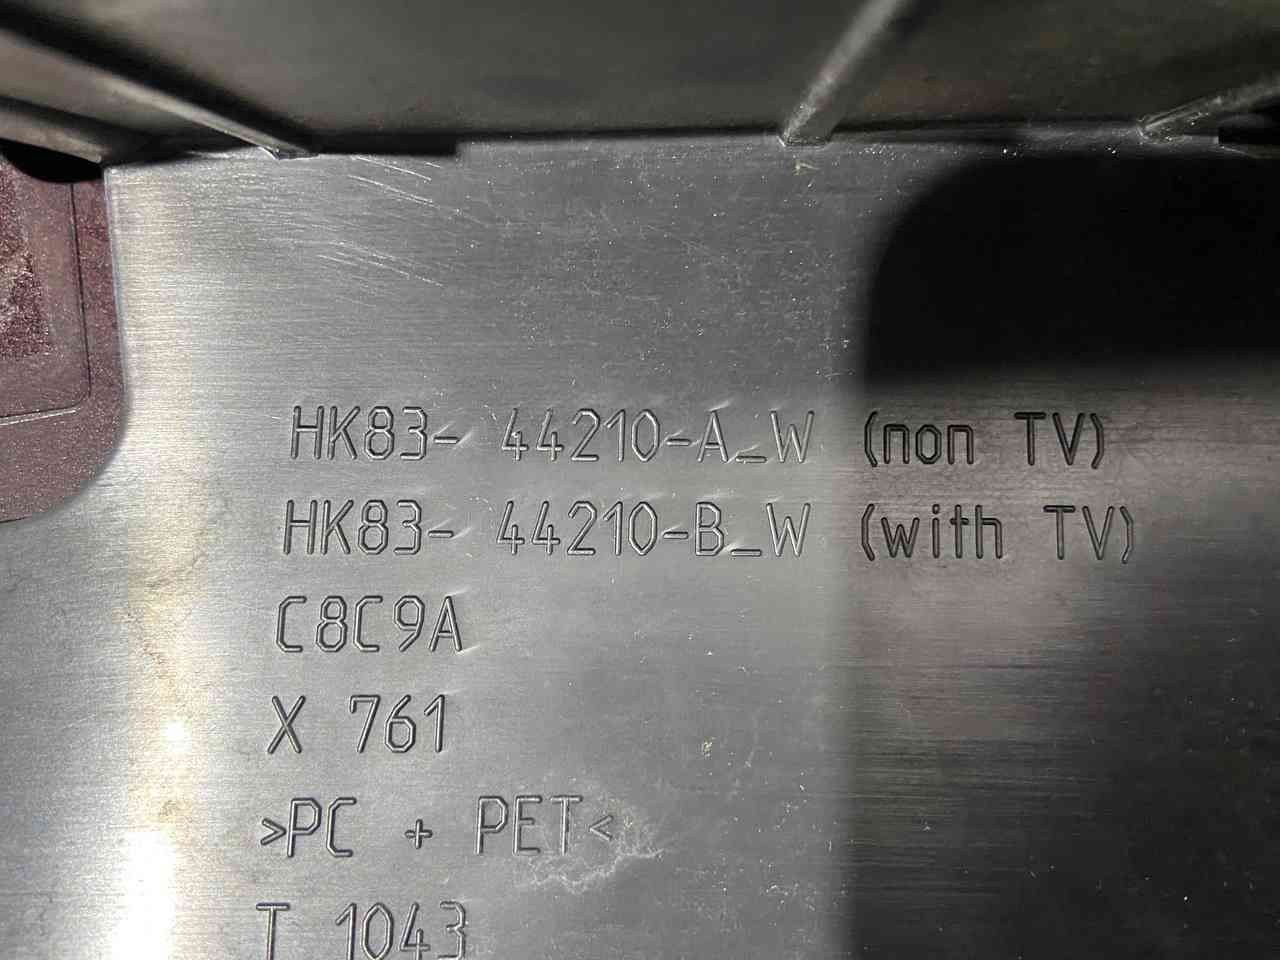 HK83- 44210-A_W (non TV)
HK83- 44210-B_W (with TV)
C8C9A
X 761
>PC + PET<
T 1043